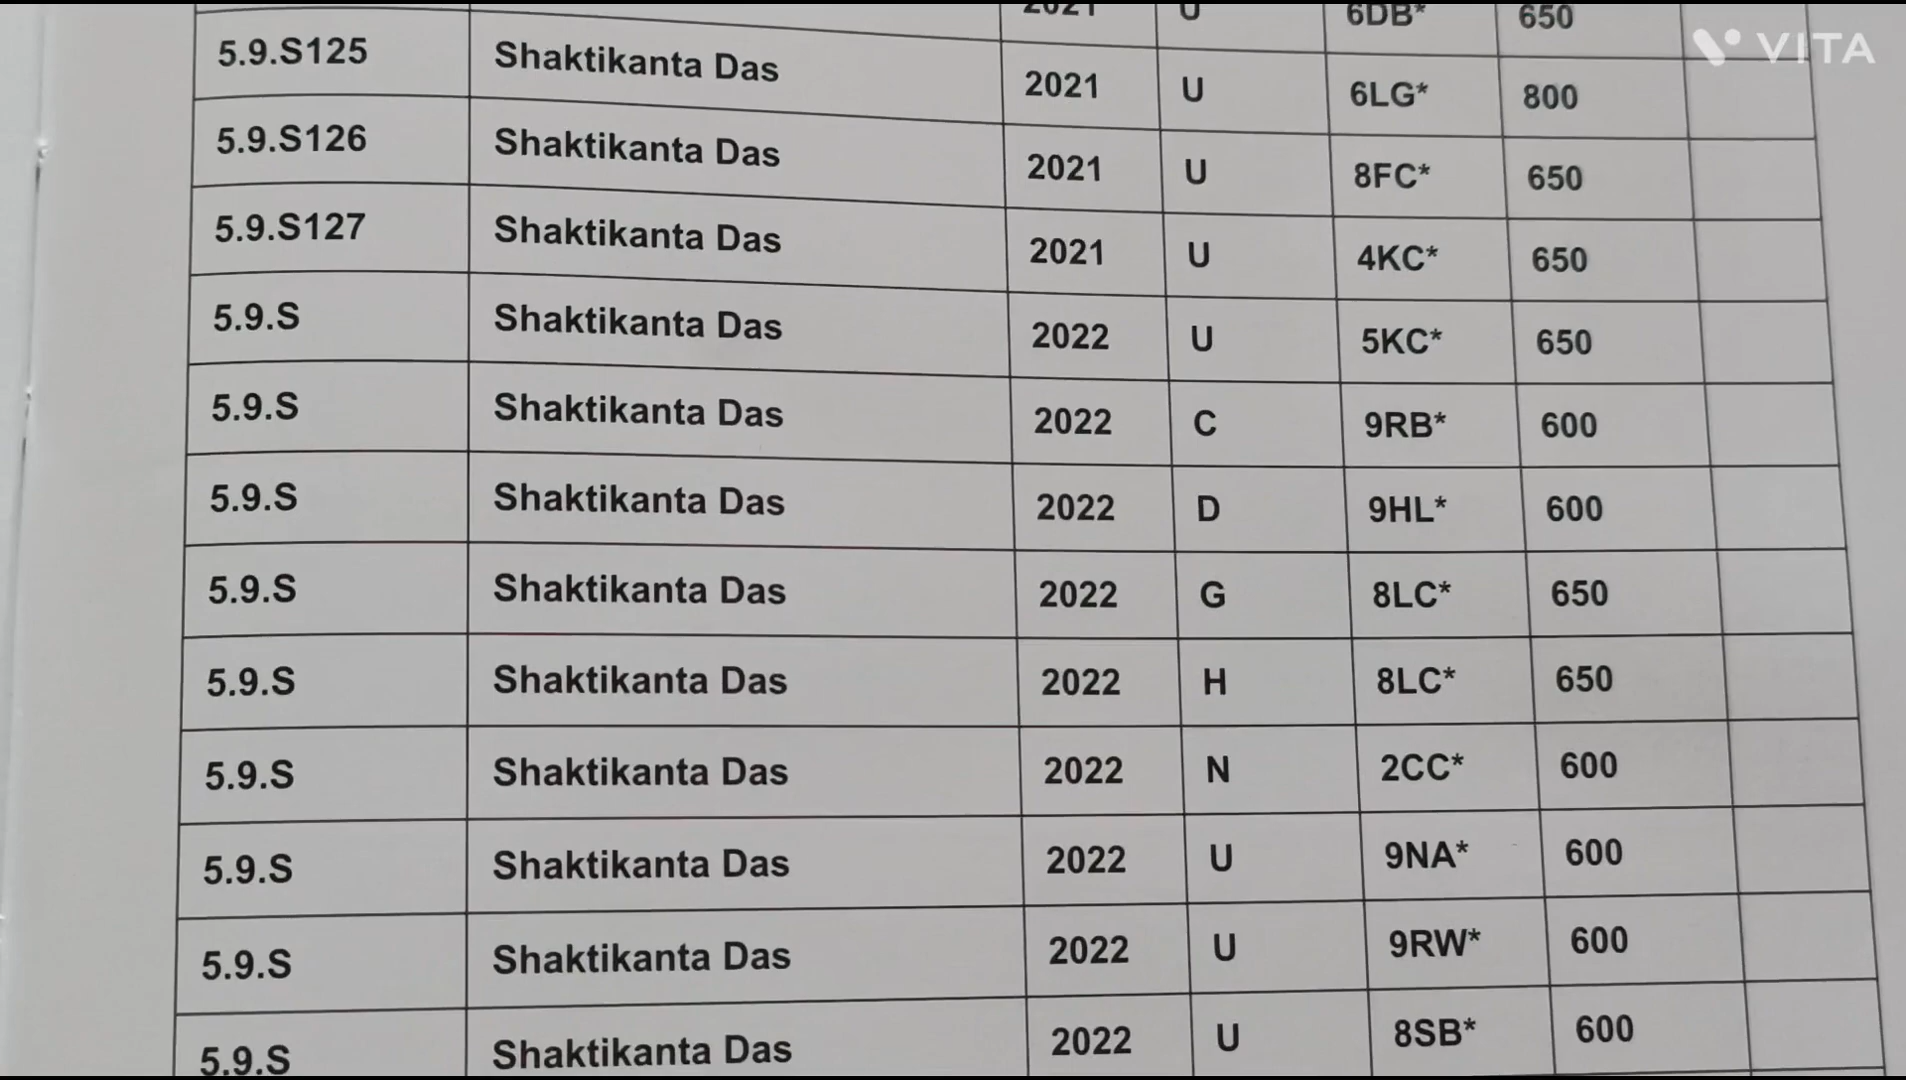 2021 U 6DB* 650
VITA
5.9.S125 Shaktikanta Das 2021 U 6LG* 800
5.9.S126 Shaktikanta Das 2021 U 8FC* 650
5.9.S127 Shaktikanta Das 2021 U 4KC* 650
5.9.S Shaktikanta Das 2022 U 5KC* 650
5.9.S Shaktikanta Das 2022 C 9RB* 600
5.9.S Shaktikanta Das 2022 D 9HL* 600
5.9.S Shaktikanta Das 2022 G 8LC* 650
5.9.S Shaktikanta Das 2022 H 8LC* 650
5.9.S Shaktikanta Das 2022 N 2CC* 600
5.9.S Shaktikanta Das 2022 U 9NA* 600
5.9.S Shaktikanta Das 2022 U 9RW* 600
5.9.S Shaktikanta Das 2022 U 8SB* 600